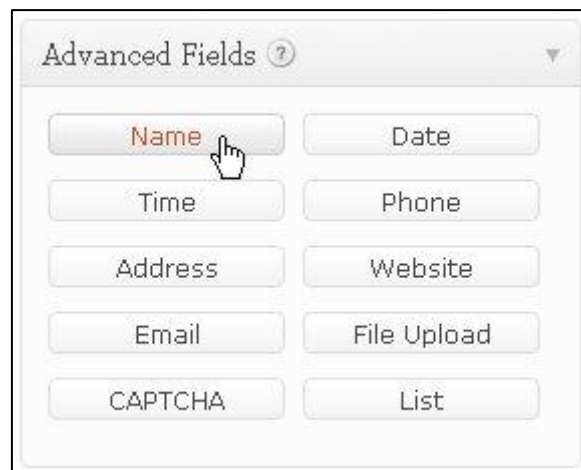 Advanced Fields ?
Name Date
Time Phone
Address Website
Email File Upload
CAPTCHA List